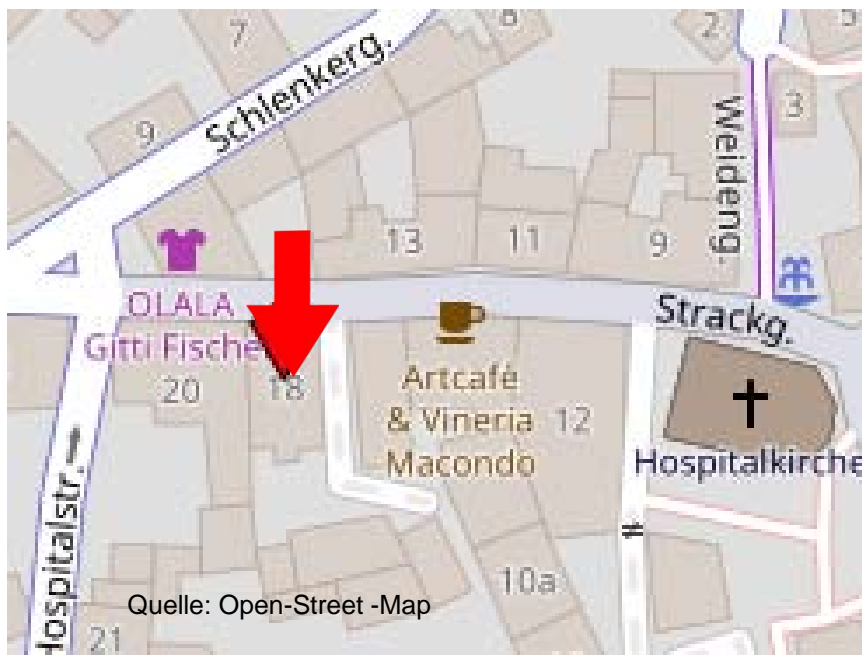 7
8
2
5
Schlenkerg.
9
3
Weideng.
13
11
9
OLALA
Gitti Fische
Strackg.
20
18
Artcafé
& Vineria
Macondo
12
Hospitalkirche
Hospitalstr.
10a
Quelle: Open-Street -Map
21